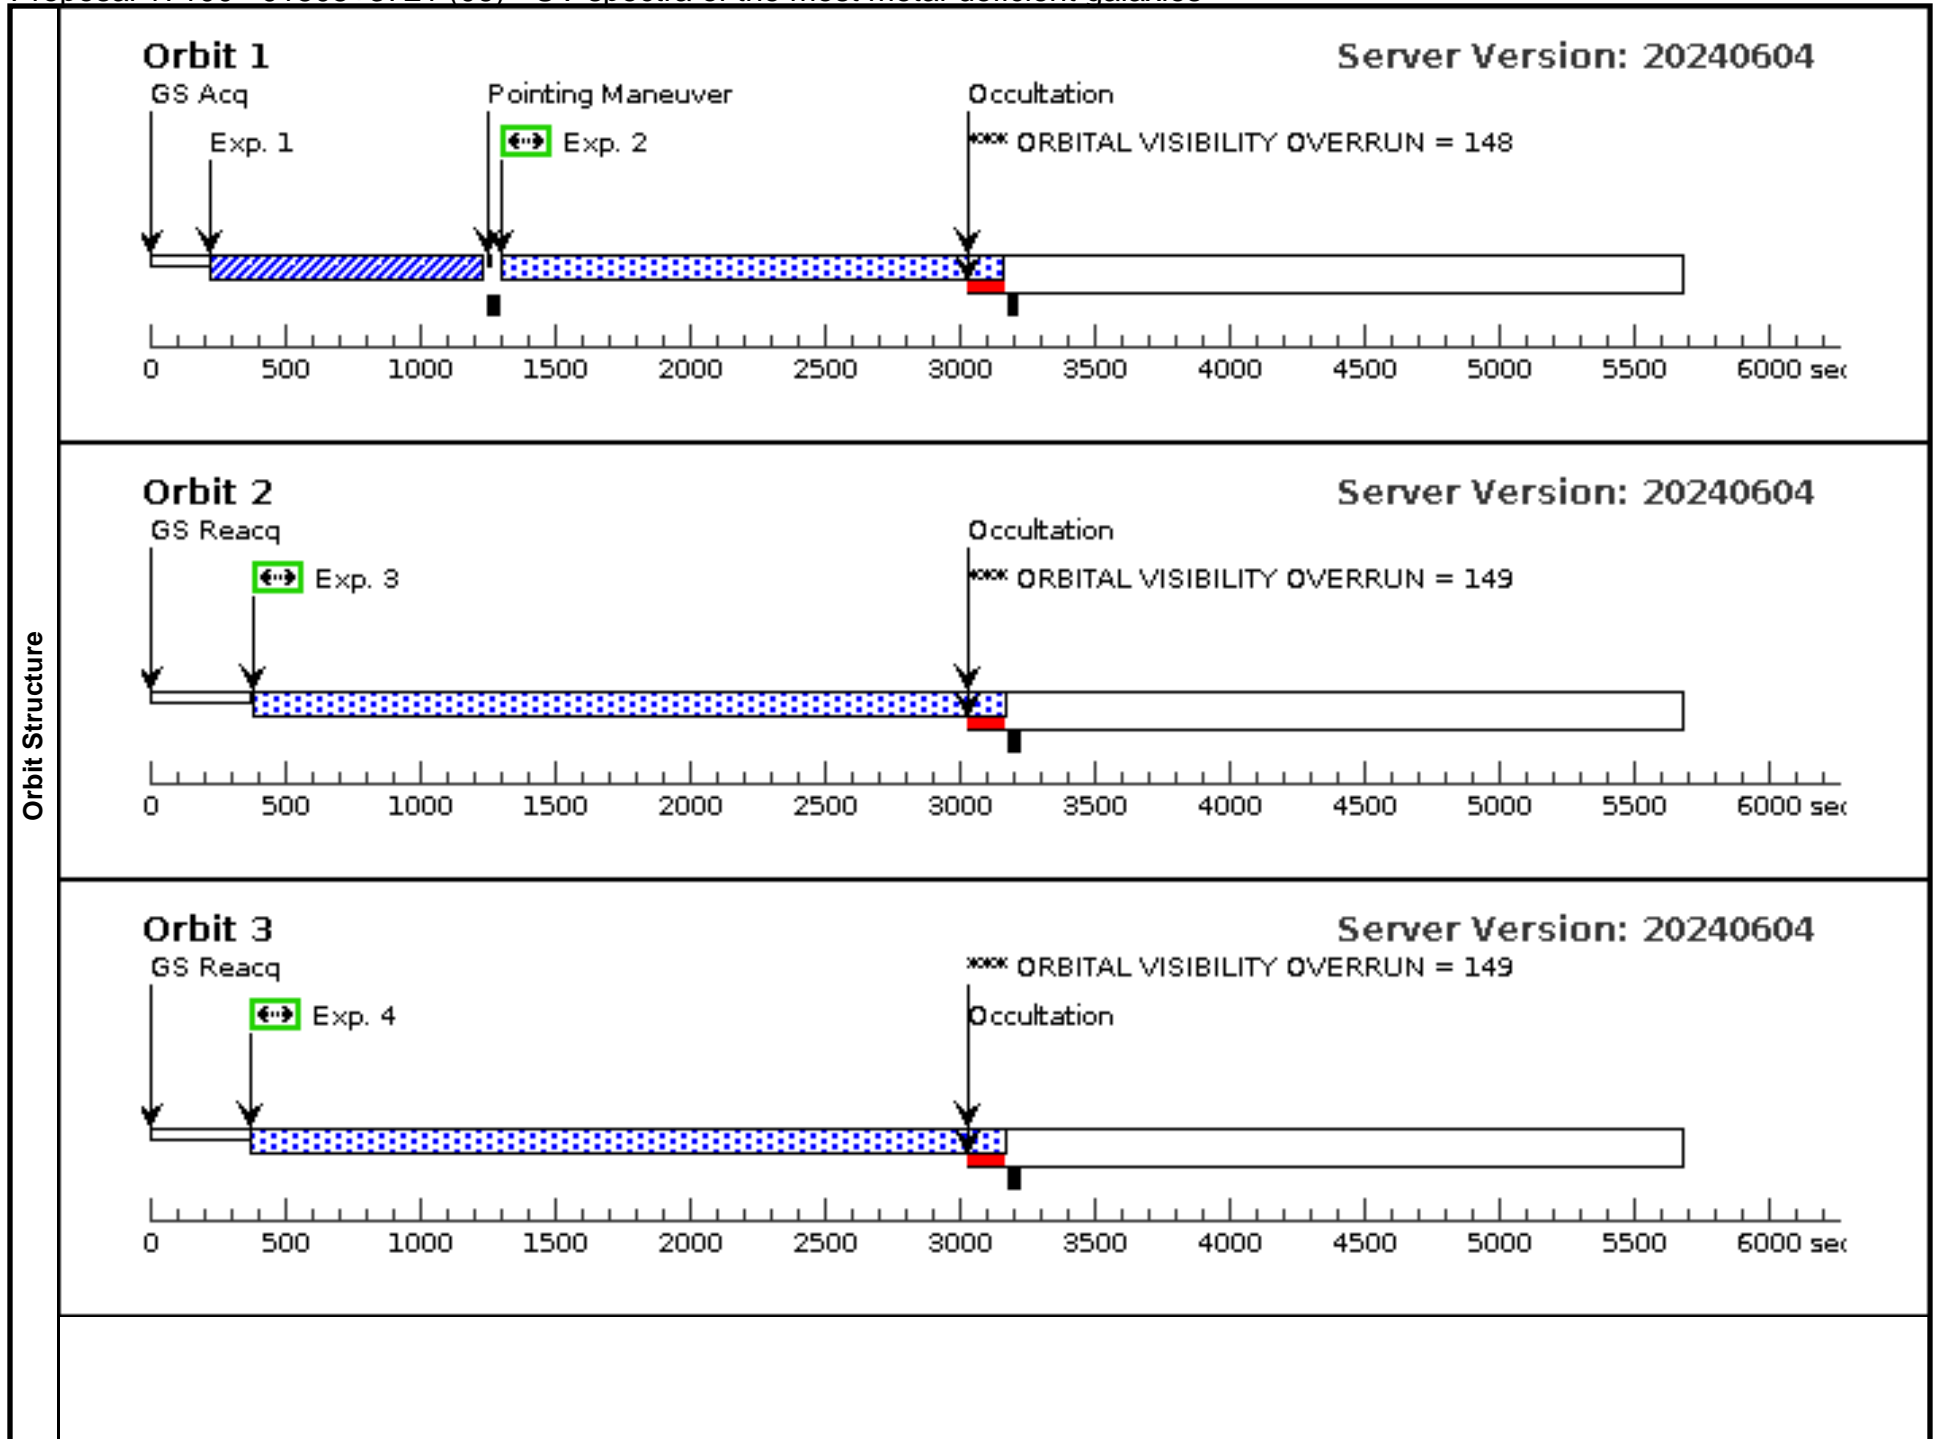 Orbit Structure
Orbit 1
Server Version: 20240604
GS Acq
Pointing Maneuver
Occultation
Exp. 1
Exp. 2
**** ORBITAL VISIBILITY OVERRUN = 148
0 500 1000 1500 2000 2500 3000 3500 4000 4500 5000 5500 6000 sec
Orbit 2
Server Version: 20240604
GS Reacq
Occultation
Exp. 3
**** ORBITAL VISIBILITY OVERRUN = 149
0 500 1000 1500 2000 2500 3000 3500 4000 4500 5000 5500 6000 sec
Orbit 3
Server Version: 20240604
GS Reacq
**** ORBITAL VISIBILITY OVERRUN = 149
Exp. 4
Occultation
0 500 1000 1500 2000 2500 3000 3500 4000 4500 5000 5500 6000 sec